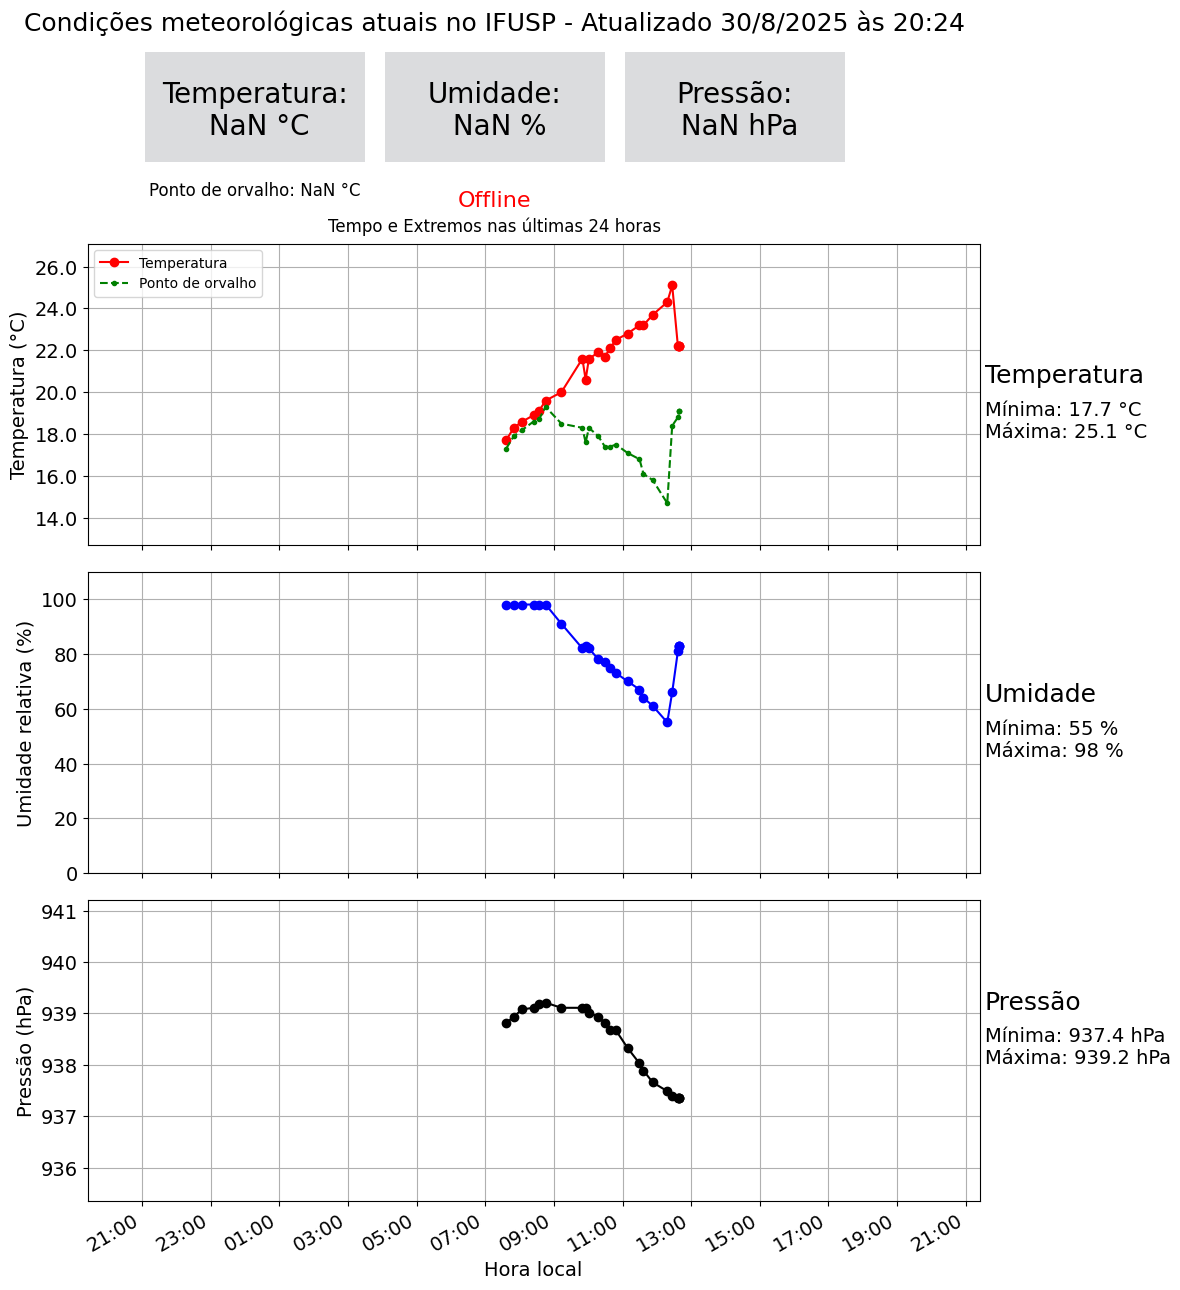 Condições meteorológicas atuais no IFUSP - Atualizado 30/8/2025 às 20:24
Temperatura:
NaN °C
Umidade:
NaN %
Pressão:
NaN hPa
Ponto de orvalho: NaN °C
Offline
Tempo e Extremos nas últimas 24 horas
Temperatura
Ponto de orvalho
Temperatura (°C)
26.0
24.0
22.0
20.0
18.0
16.0
14.0
Temperatura
Mínima: 17.7 °C
Máxima: 25.1 °C
Umidade relativa (%)
100
80
60
40
20
0
Umidade
Mínima: 55 %
Máxima: 98 %
Pressão (hPa)
941
940
939
938
937
936
Pressão
Mínima: 937.4 hPa
Máxima: 939.2 hPa
21:00 23:00 01:00 03:00 05:00 07:00 09:00 11:00 13:00 15:00 17:00 19:00 21:00
Hora local